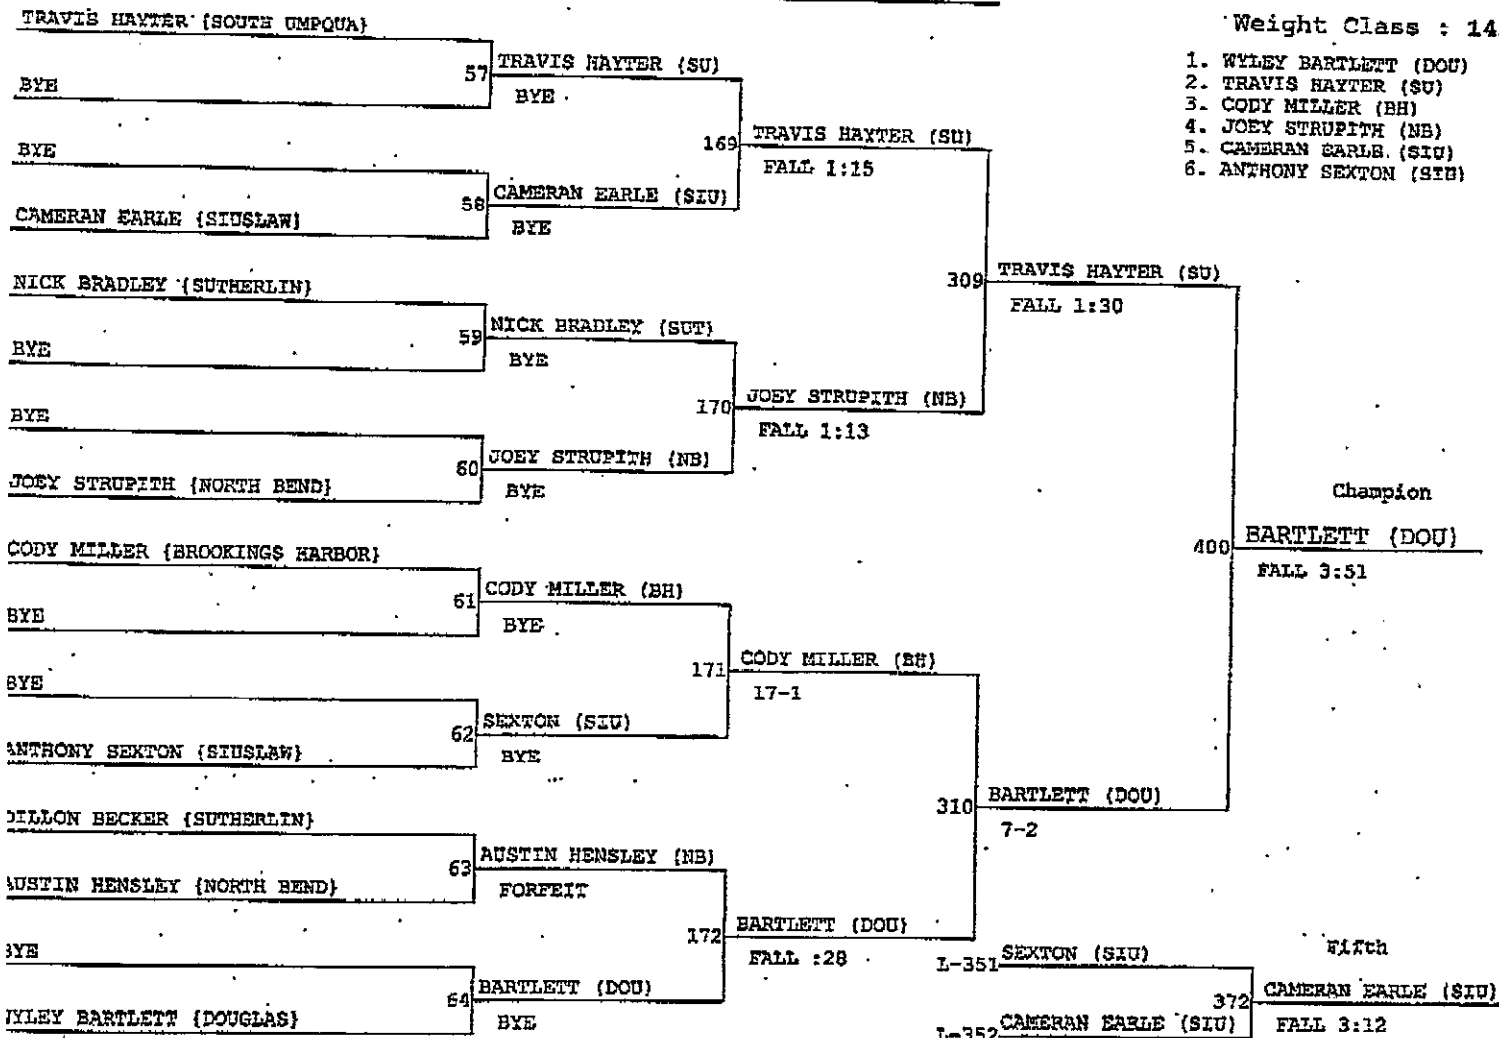 TRAVIS HAYTER {SOUTH UMPQUA}
57
TRAVIS HAYTER (SU)
BYE
BYE
169
TRAVIS HAYTER (SU)
FALL 1:15
BYE
58
CAMERAN EARLE (SIU)
BYE
CAMERAN EARLE {SIUSLAW}
309
TRAVIS HAYTER (SU)
FALL 1:30
NICK BRADLEY {SUTHERLIN}
59
NICK BRADLEY (SUT)
BYE
BYE
170
JOEY STRUPITH (NB)
FALL 1:13
BYE
60
JOEY STRUPITH (NB)
BYE
JOEY STRUPITH {NORTH BEND}
Champion
400
BARTLETT (DOU)
FALL 3:51
CODY MILLER {BROOKINGS HARBOR}
61
CODY MILLER (BH)
BYE
BYE
171
CODY MILLER (BH)
17-1
BYE
62
SEXTON (SIU)
BYE
ANTHONY SEXTON {SIUSLAW}
310
BARTLETT (DOU)
7-2
DILLON BECKER {SUTHERLIN}
63
AUSTIN HENSLEY (NB)
FORFEIT
AUSTIN HENSLEY {NORTH BEND}
172
BARTLETT (DOU)
FALL :28
BYE
64
BARTLETT (DOU)
BYE
WYLEY BARTLETT {DOUGLAS}
Weight Class : 14
1. WYLEY BARTLETT (DOU)
2. TRAVIS HAYTER (SU)
3. CODY MILLER (BH)
4. JOEY STRUPITH (NB)
5. CAMERAN EARLE (SIU)
6. ANTHONY SEXTON (SIU)
Fifth
L-351 SEXTON (SIU)
372
CAMERAN EARLE (SIU)
FALL 3:12
L-352 CAMERAN EARLE (SIU)